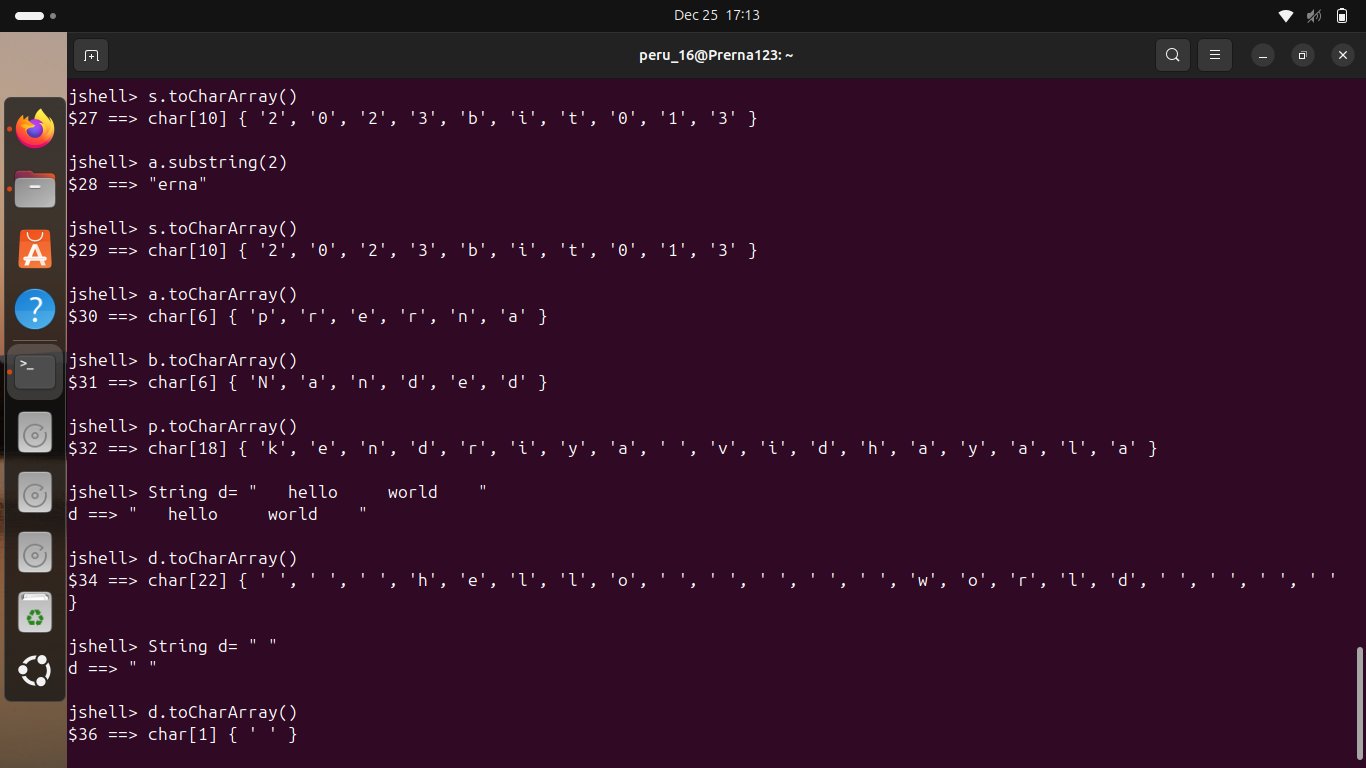 Dec 25 17:13
peru_16@Prerna123: ~
jshell> s.toCharArray()
$27 ==> char[10] { '2', '0', '2', '3', 'b', 'i', 't', '0', '1', '3' }
jshell> a.substring(2)
$28 ==> "erna"
jshell> s.toCharArray()
$29 ==> char[10] { '2', '0', '2', '3', 'b', 'i', 't', '0', '1', '3' }
jshell> a.toCharArray()
$30 ==> char[6] { 'p', 'r', 'e', 'r', 'n', 'a' }
jshell> b.toCharArray()
$31 ==> char[6] { 'N', 'a', 'n', 'd', 'e', 'd' }
jshell> p.toCharArray()
$32 ==> char[18] { 'k', 'e', 'n', 'd', 'r', 'i', 'y', 'a', ' ', 'v', 'i', 'd', 'h', 'a', 'y', 'a', 'l', 'a' }
jshell> String d= "   hello     world    "
d ==> "   hello     world    "
jshell> d.toCharArray()
$34 ==> char[22] { ' ', ' ', ' ', 'h', 'e', 'l', 'l', 'o', ' ', ' ', ' ', ' ', ' ', 'w', 'o', 'r', 'l', 'd', ' ', ' ', ' ', ' '
}
jshell> String d= " "
d ==> " "
jshell> d.toCharArray()
$36 ==> char[1] { ' ' }